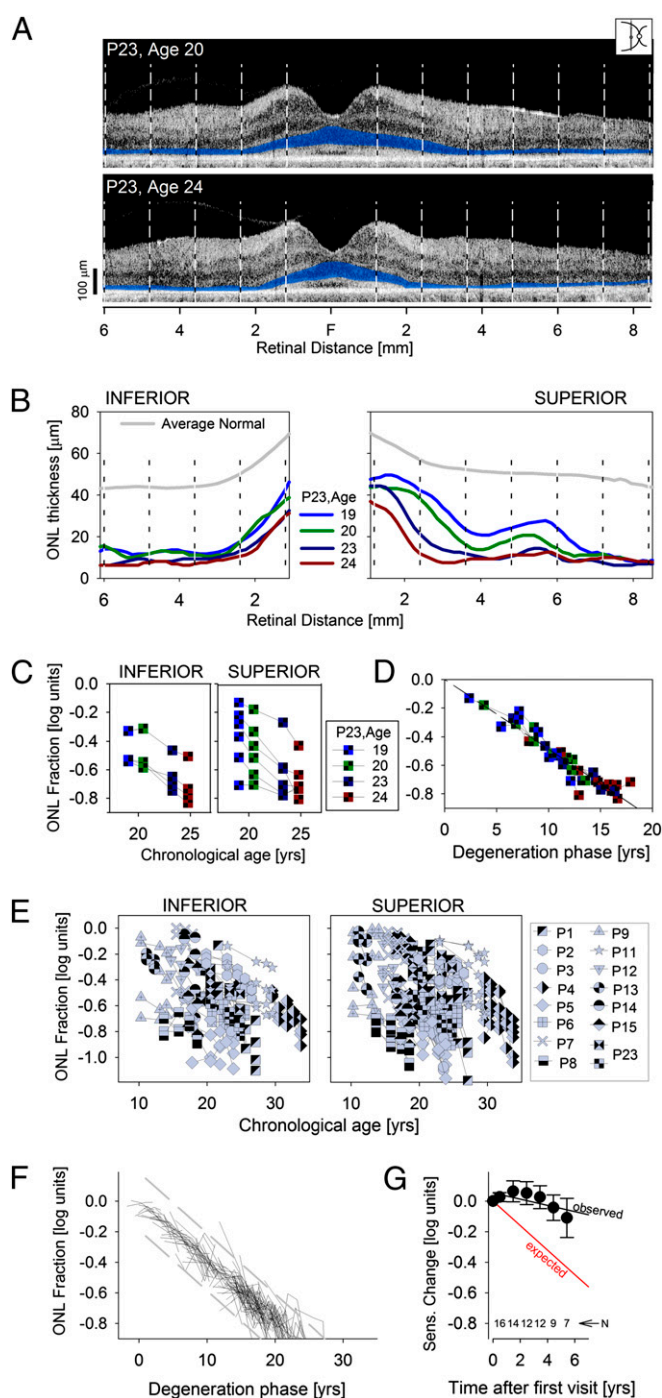 A
P23, Age 20
P23, Age 24
100 µm
6 4 2 F 2 4 6 8
Retinal Distance [mm]
B
INFERIOR SUPERIOR
Average Normal
ONL thickness [µm]
80
60
40
20
0
P23,Age
19
20
23
24
6 4 2 2 4 6 8
Retinal Distance [mm]
C
INFERIOR SUPERIOR
ONL Fraction [log units]
0.0
-0.2
-0.4
-0.6
-0.8
20 25 20 25
Chronological age [yrs]
P23,Age
19
20
23
24
D
0.0
-0.2
-0.4
-0.6
-0.8
0 5 10 15 20
Degeneration phase [yrs]
E
INFERIOR SUPERIOR
ONL Fraction [log units]
0.0
-0.2
-0.4
-0.6
-0.8
-1.0
10 20 30 10 20 30
Chronological age [yrs]
P1 P9
P2 P11
P3 P12
P4 P13
P5 P14
P6 P15
P7 P23
P8
F
ONL Fraction [log units]
0.0
-0.2
-0.4
-0.6
-0.8
0 10 20 30
Degeneration phase [yrs]
G
Sens. Change [log units]
0.0
-0.2
-0.4
-0.6
-0.8
observed
expected
16 14 12 12 9 7 N
0 2 4 6
Time after first visit [yrs]